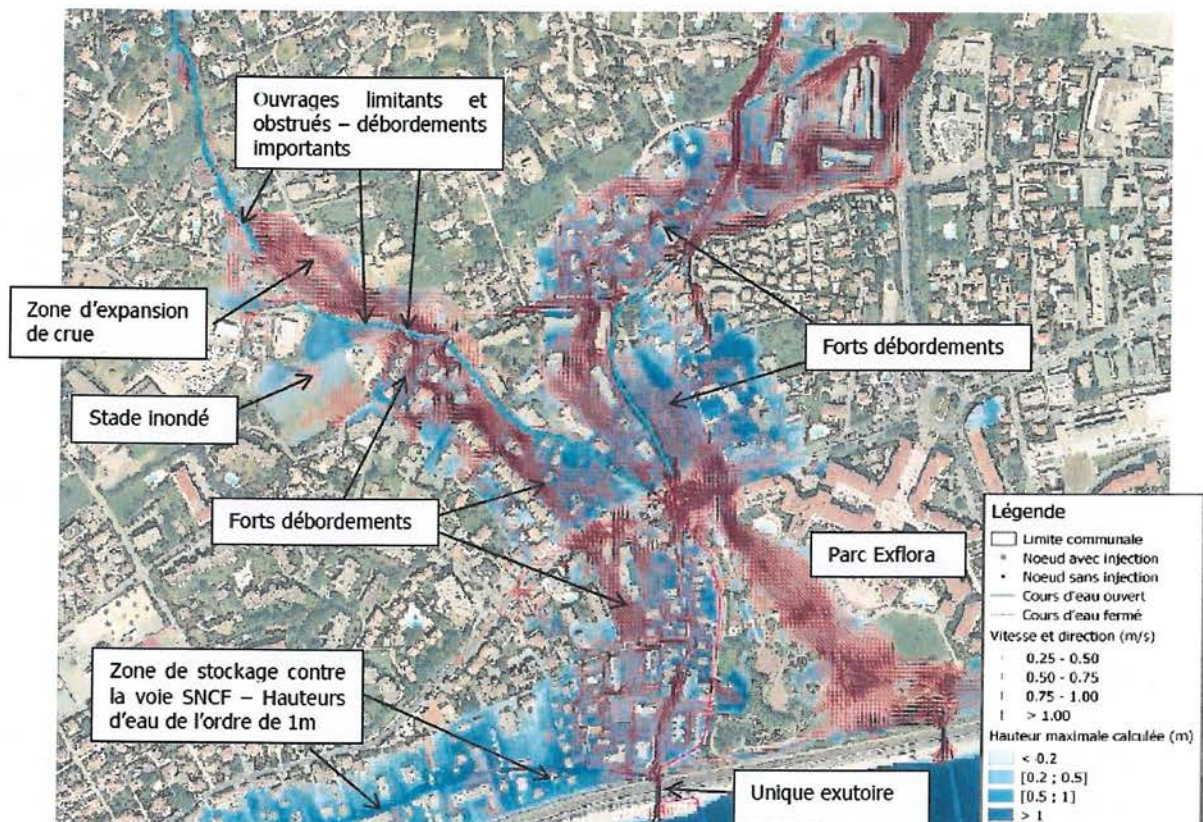 Ouvrages limitants et
obstrués – débordements
importants
Zone d'expansion
de crue
Stade inondé
Forts débordements
Forts débordements
Parc Exflora
Zone de stockage contre
la voie SNCF – Hauteurs
d'eau de l'ordre de 1m
Unique exutoire
Légende
Limite communale
Noeud avec injection
Noeud sans injection
Cours d'eau ouvert
Cours d'eau fermé
Vitesse et direction (m/s)
0.25 - 0.50
0.50 - 0.75
0.75 - 1.00
> 1.00
Hauteur maximale calculée (m)
< 0.2
[0.2 ; 0.5]
[0.5 ; 1]
> 1